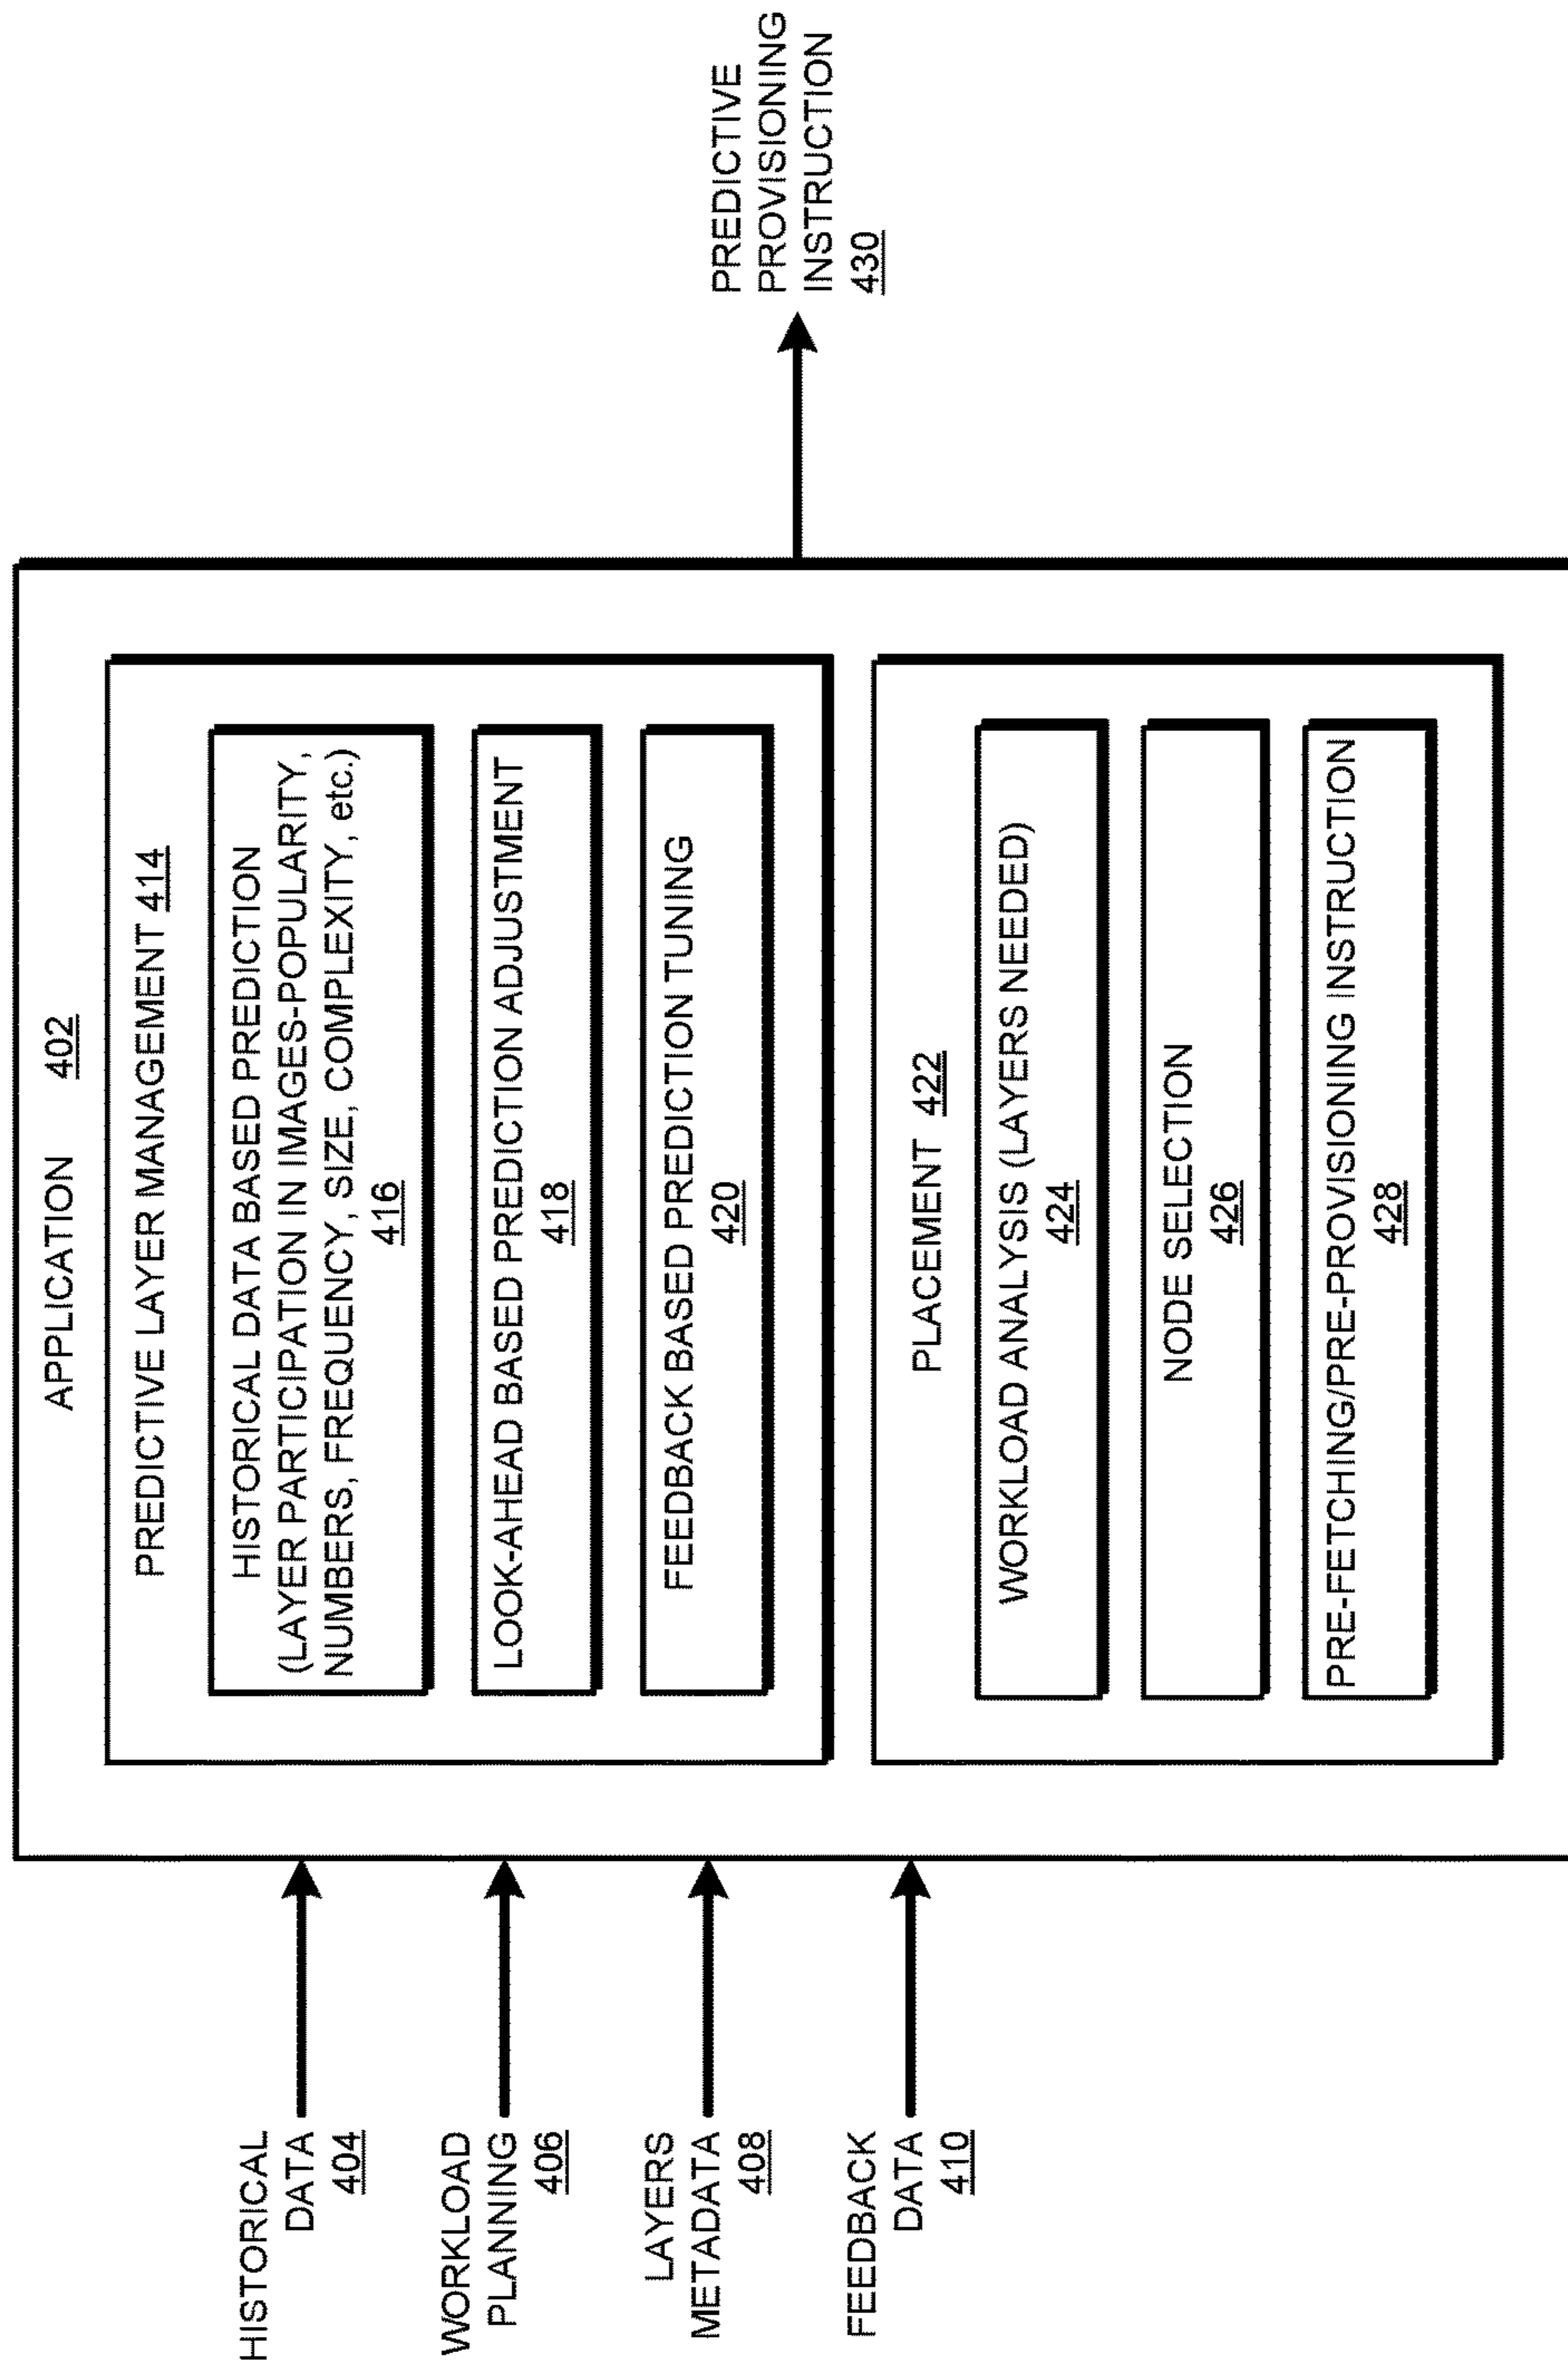 HISTORICAL
DATA
404
WORKLOAD
PLANNING
406
LAYERS
METADATA
408
FEEDBACK
DATA
410
APPLICATION 402
PREDICTIVE LAYER MANAGEMENT 414
HISTORICAL DATA BASED PREDICTION
(LAYER PARTICIPATION IN IMAGES-POPULARITY,
NUMBERS, FREQUENCY, SIZE, COMPLEXITY, etc.)
416
LOOK-AHEAD BASED PREDICTION ADJUSTMENT
418
FEEDBACK BASED PREDICTION TUNING
420
PLACEMENT 422
WORKLOAD ANALYSIS (LAYERS NEEDED)
424
NODE SELECTION
426
PRE-FETCHING/PRE-PROVISIONING INSTRUCTION
428
PREDICTIVE
PROVISIONING
INSTRUCTION
430